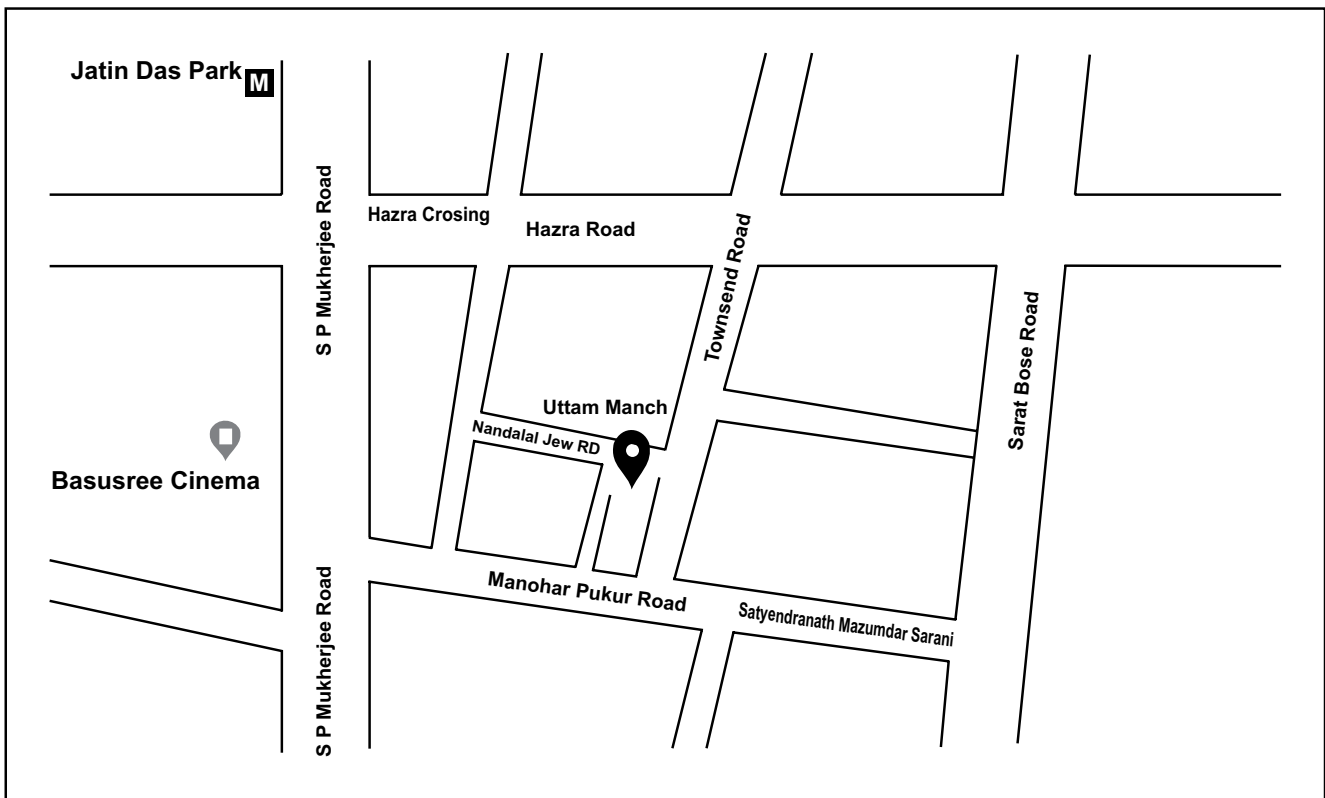 Jatin Das Park
M
S P Mukherjee Road
Hazra Crosing
Hazra Road
Townsend Road
Sarat Bose Road
Uttam Manch
Nandalal Jew RD
Basusree Cinema
S P Mukherjee Road
Manohar Pukur Road
Satyendranath Mazumdar Sarani